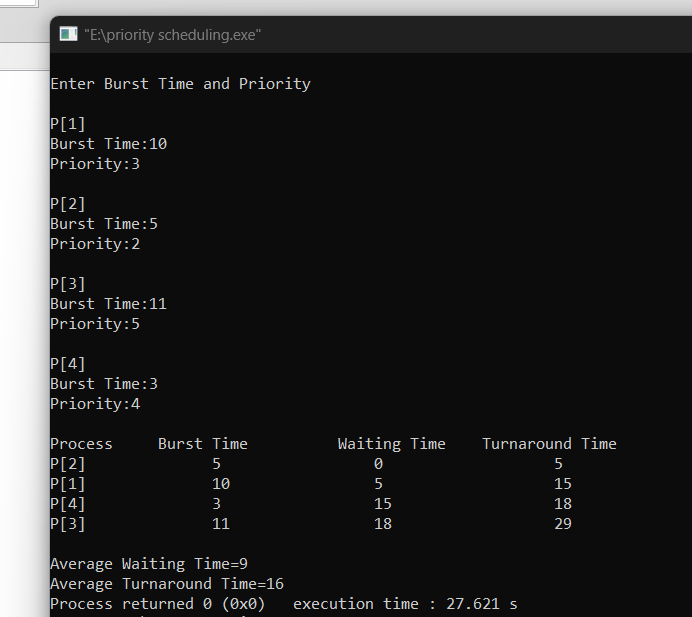 "E:\priority scheduling.exe"
Enter Burst Time and Priority
P[1]
Burst Time:10
Priority:3
P[2]
Burst Time:5
Priority:2
P[3]
Burst Time:11
Priority:5
P[4]
Burst Time:3
Priority:4
Process Burst Time Waiting Time Turnaround Time
P[2] 5 0 5
P[1] 10 5 15
P[4] 3 15 18
P[3] 11 18 29
Average Waiting Time=9
Average Turnaround Time=16
Process returned 0 (0x0) execution time : 27.621 s